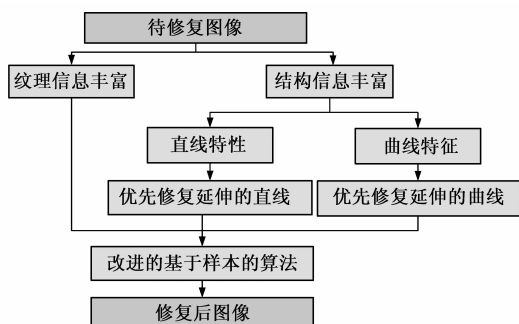 待修复图像
纹理信息丰富
结构信息丰富
直线特性
曲线特征
优先修复延伸的直线
优先修复延伸的曲线
改进的基于样本的算法
修复后图像